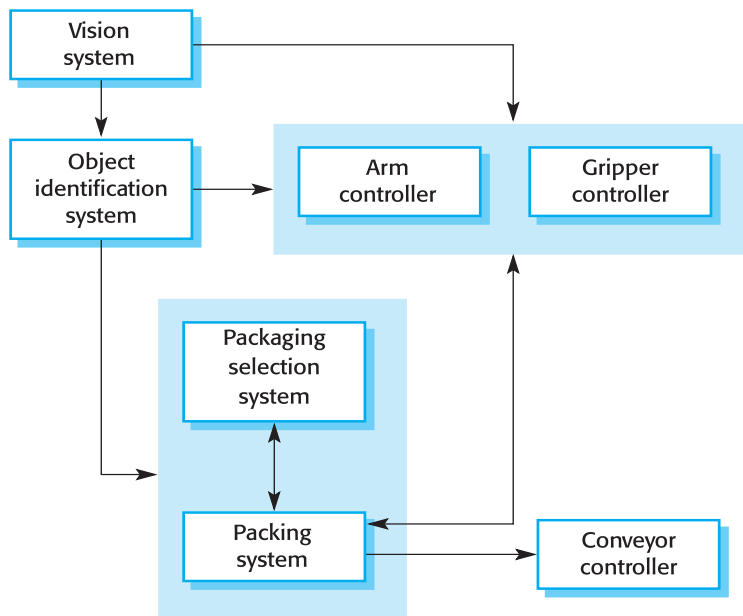 Vision
system
Object
identification
system
Arm
controller
Gripper
controller
Packaging
selection
system
Packing
system
Conveyor
controller